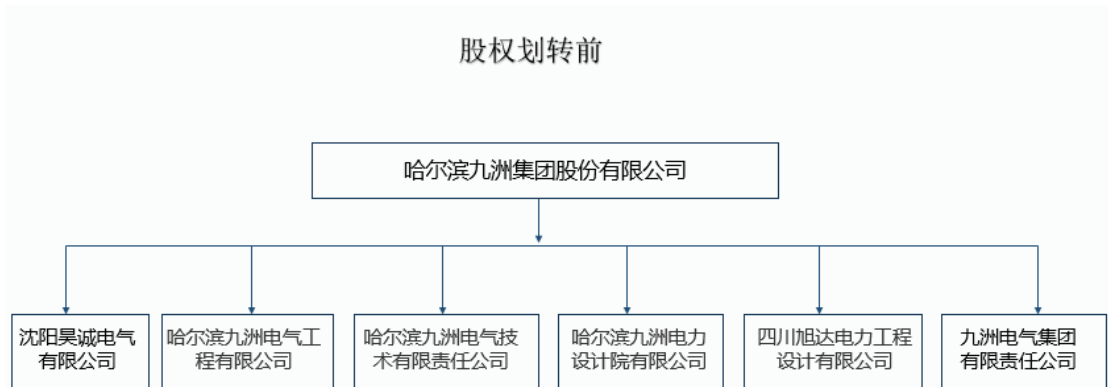 股权划转前
哈尔滨九洲集团股份有限公司
沈阳昊诚电气
有限公司
哈尔滨九洲电气工
程有限公司
哈尔滨九洲电气技
术有限责任公司
哈尔滨九洲电力
设计院有限公司
四川旭达电力工程
设计有限公司
九洲电气集团
有限责任公司